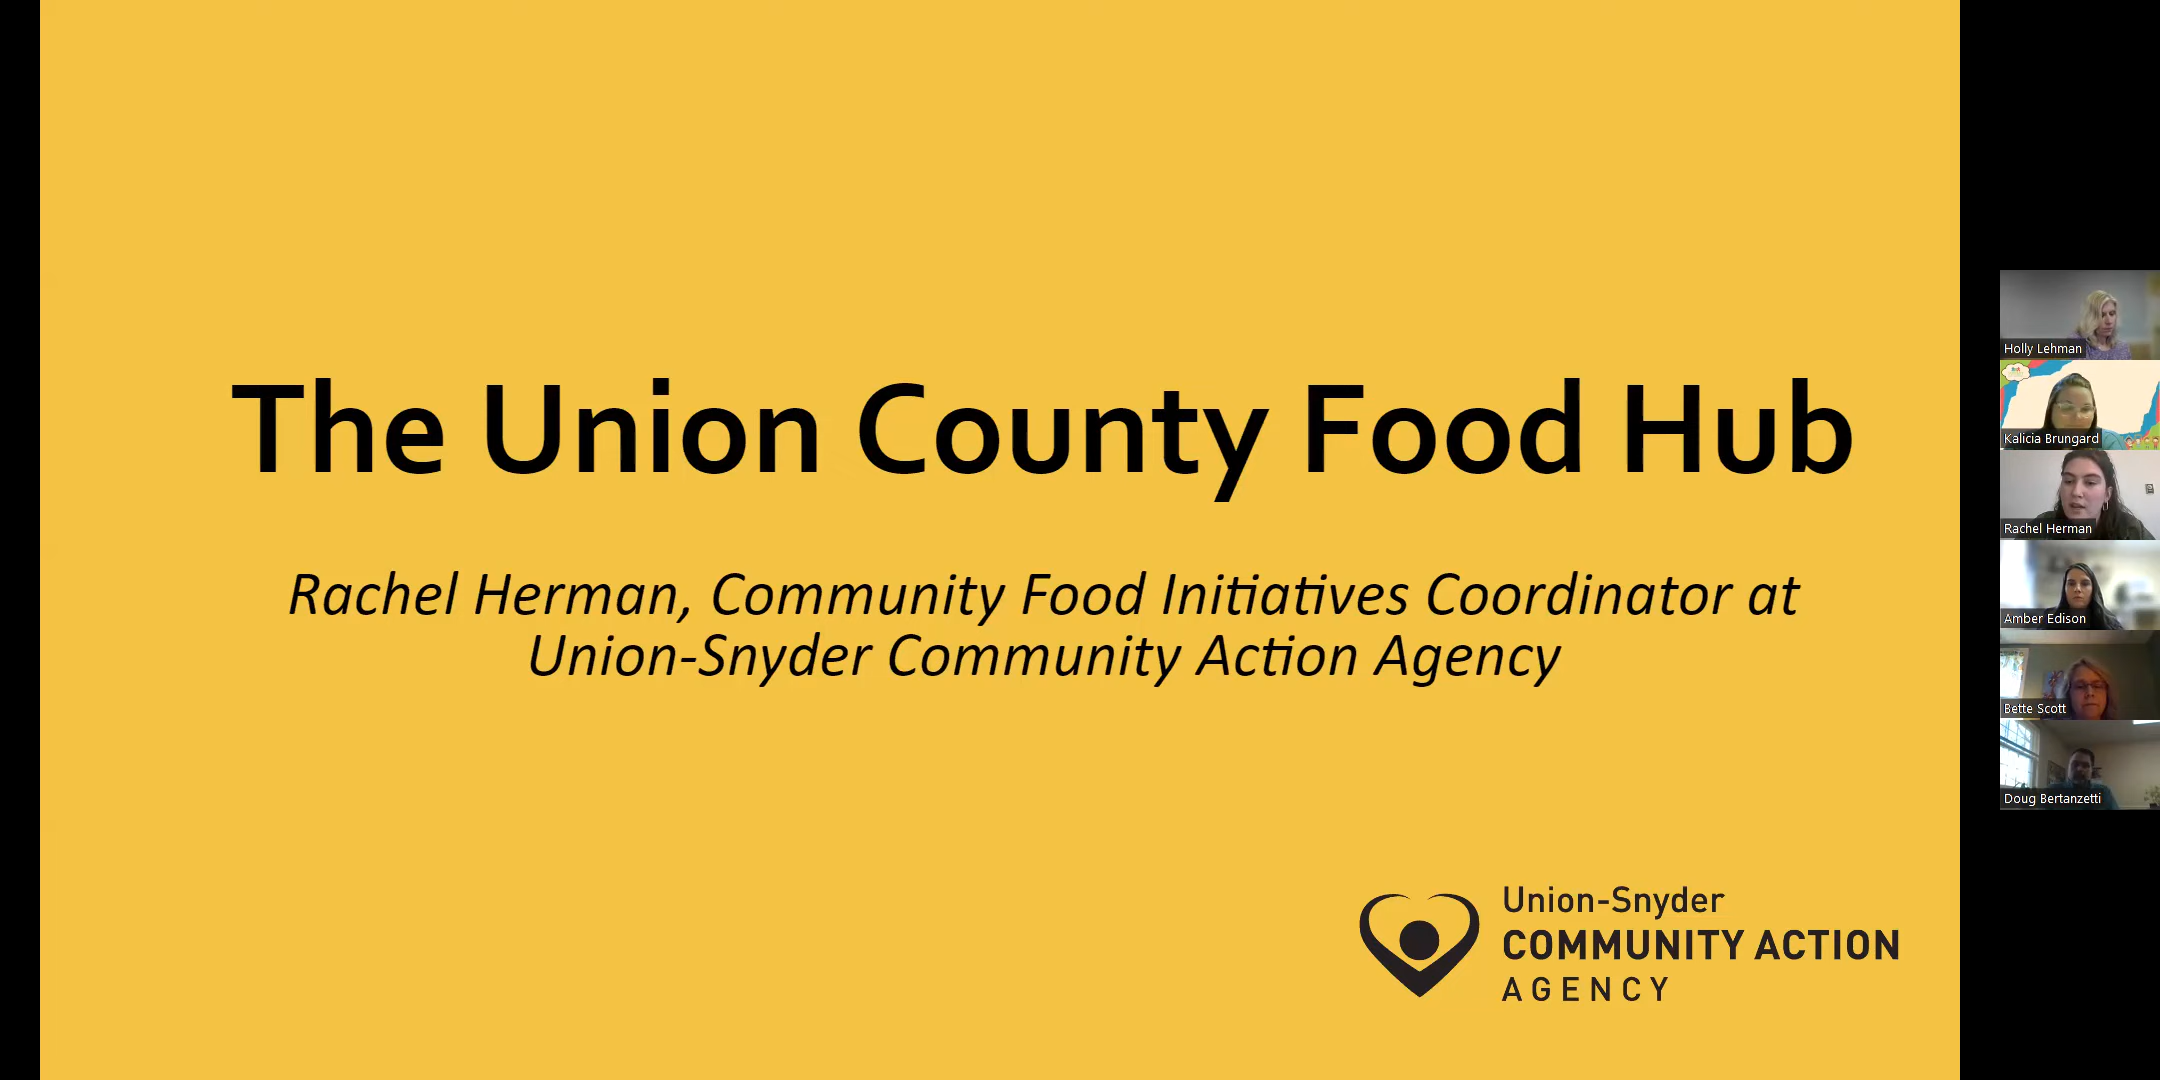 The Union County Food Hub
Rachel Herman, Community Food Initiatives Coordinator at
Union-Snyder Community Action Agency
Union-Snyder
COMMUNITY ACTION
AGENCY
Holly Lehman
Kalicia Brungard
Rachel Herman
Amber Edison
Bette Scott
Doug Bertanzetti